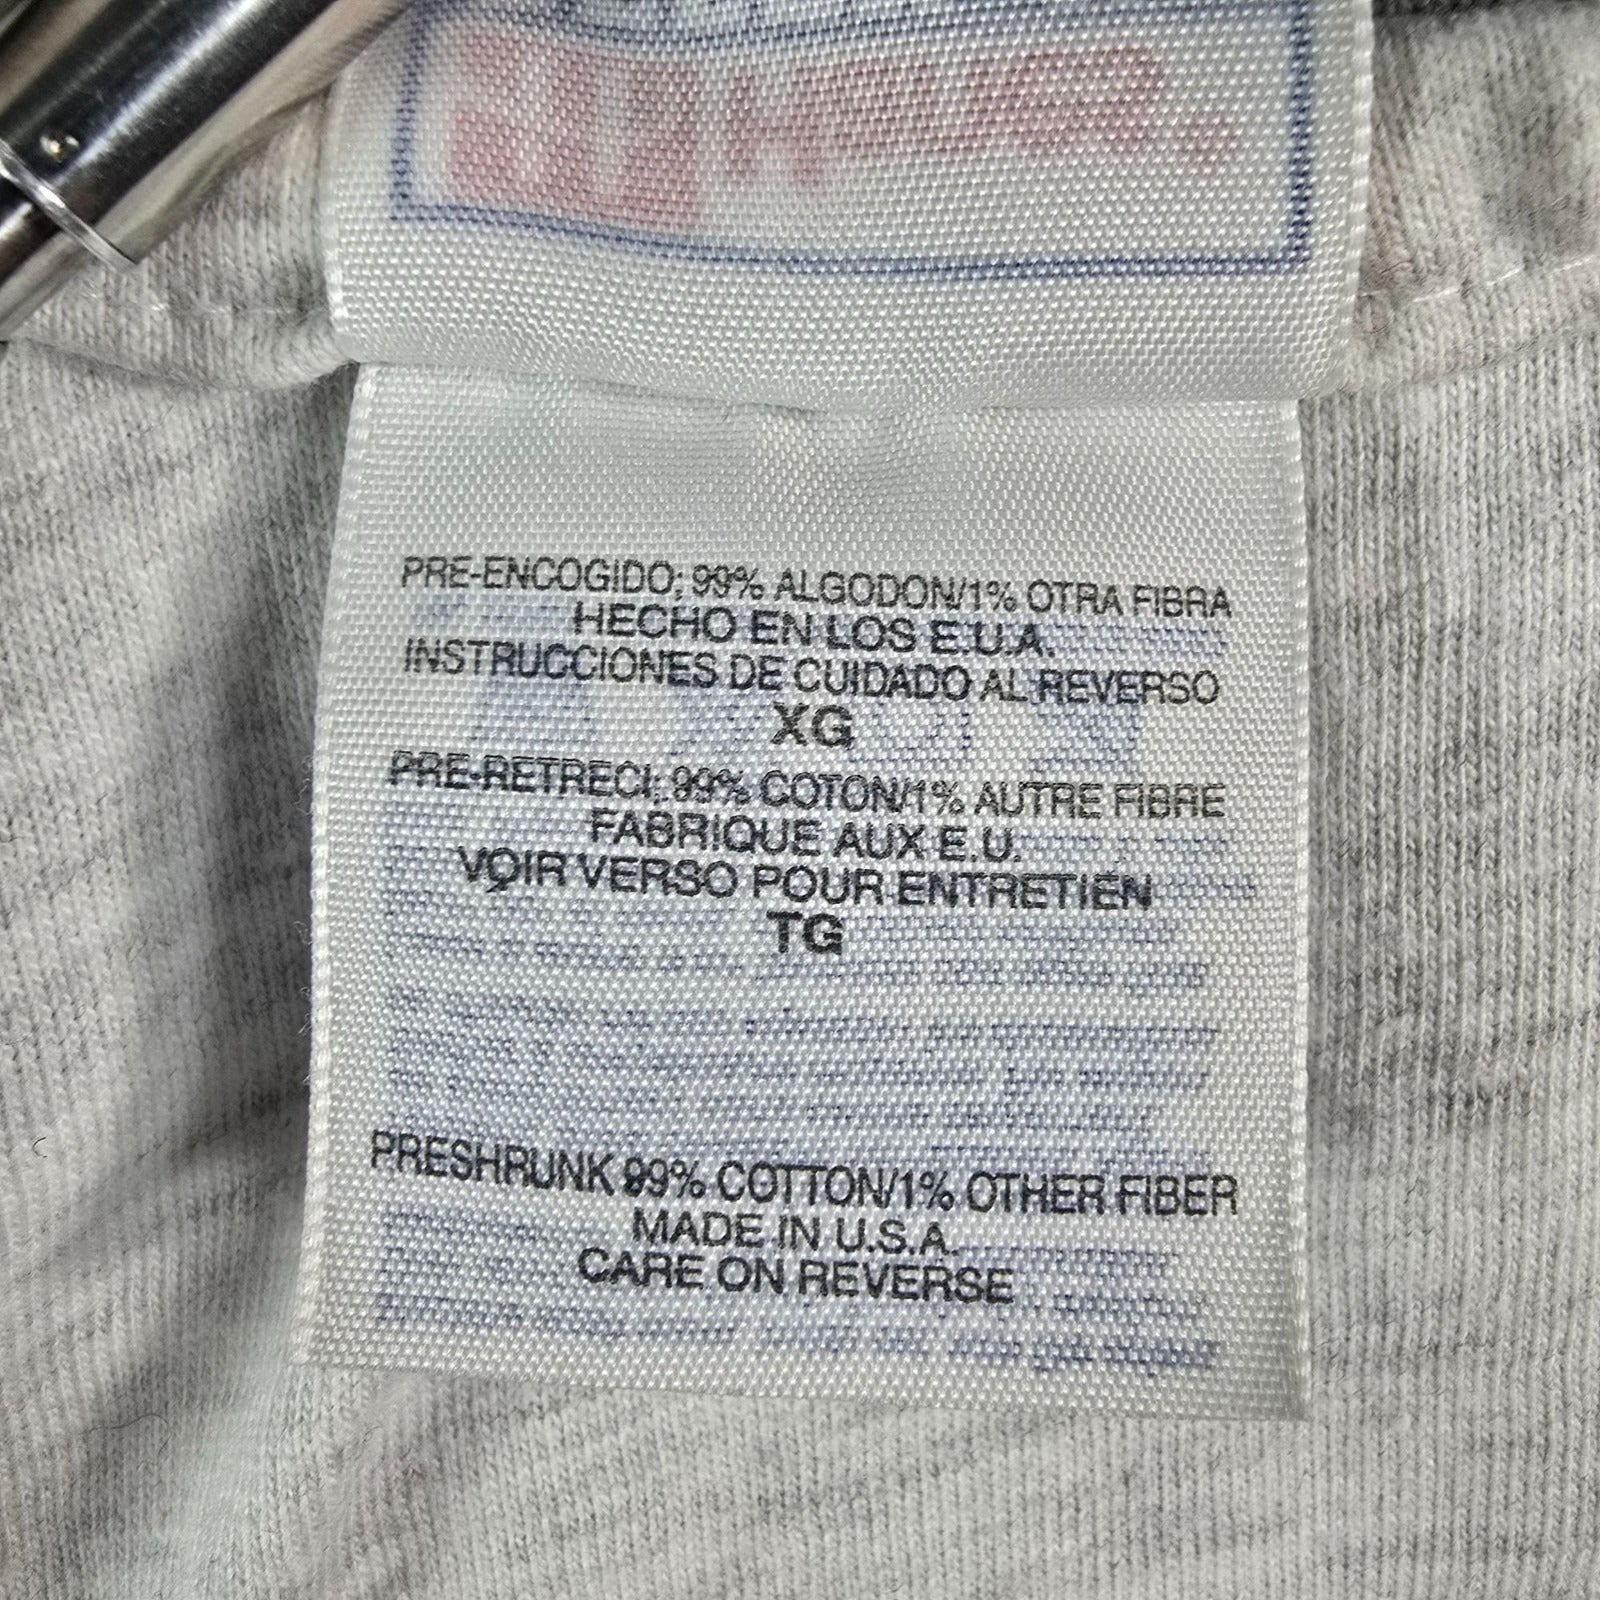 PRE-ENCOGIDO; 99% ALGODON/1% OTRA FIBRA
HECHO EN LOS E.U.A.
INSTRUCCIONES DE CUIDADO AL REVERSO
XG
PRE-RETRECI; 99% COTON/1% AUTRE FIBRE
FABRIQUE AUX E.U.
VOIR VERSO POUR ENTRETIEN
TG
PRESHRUNK 99% COTTON/1% OTHER FIBER
MADE IN U.S.A.
CARE ON REVERSE